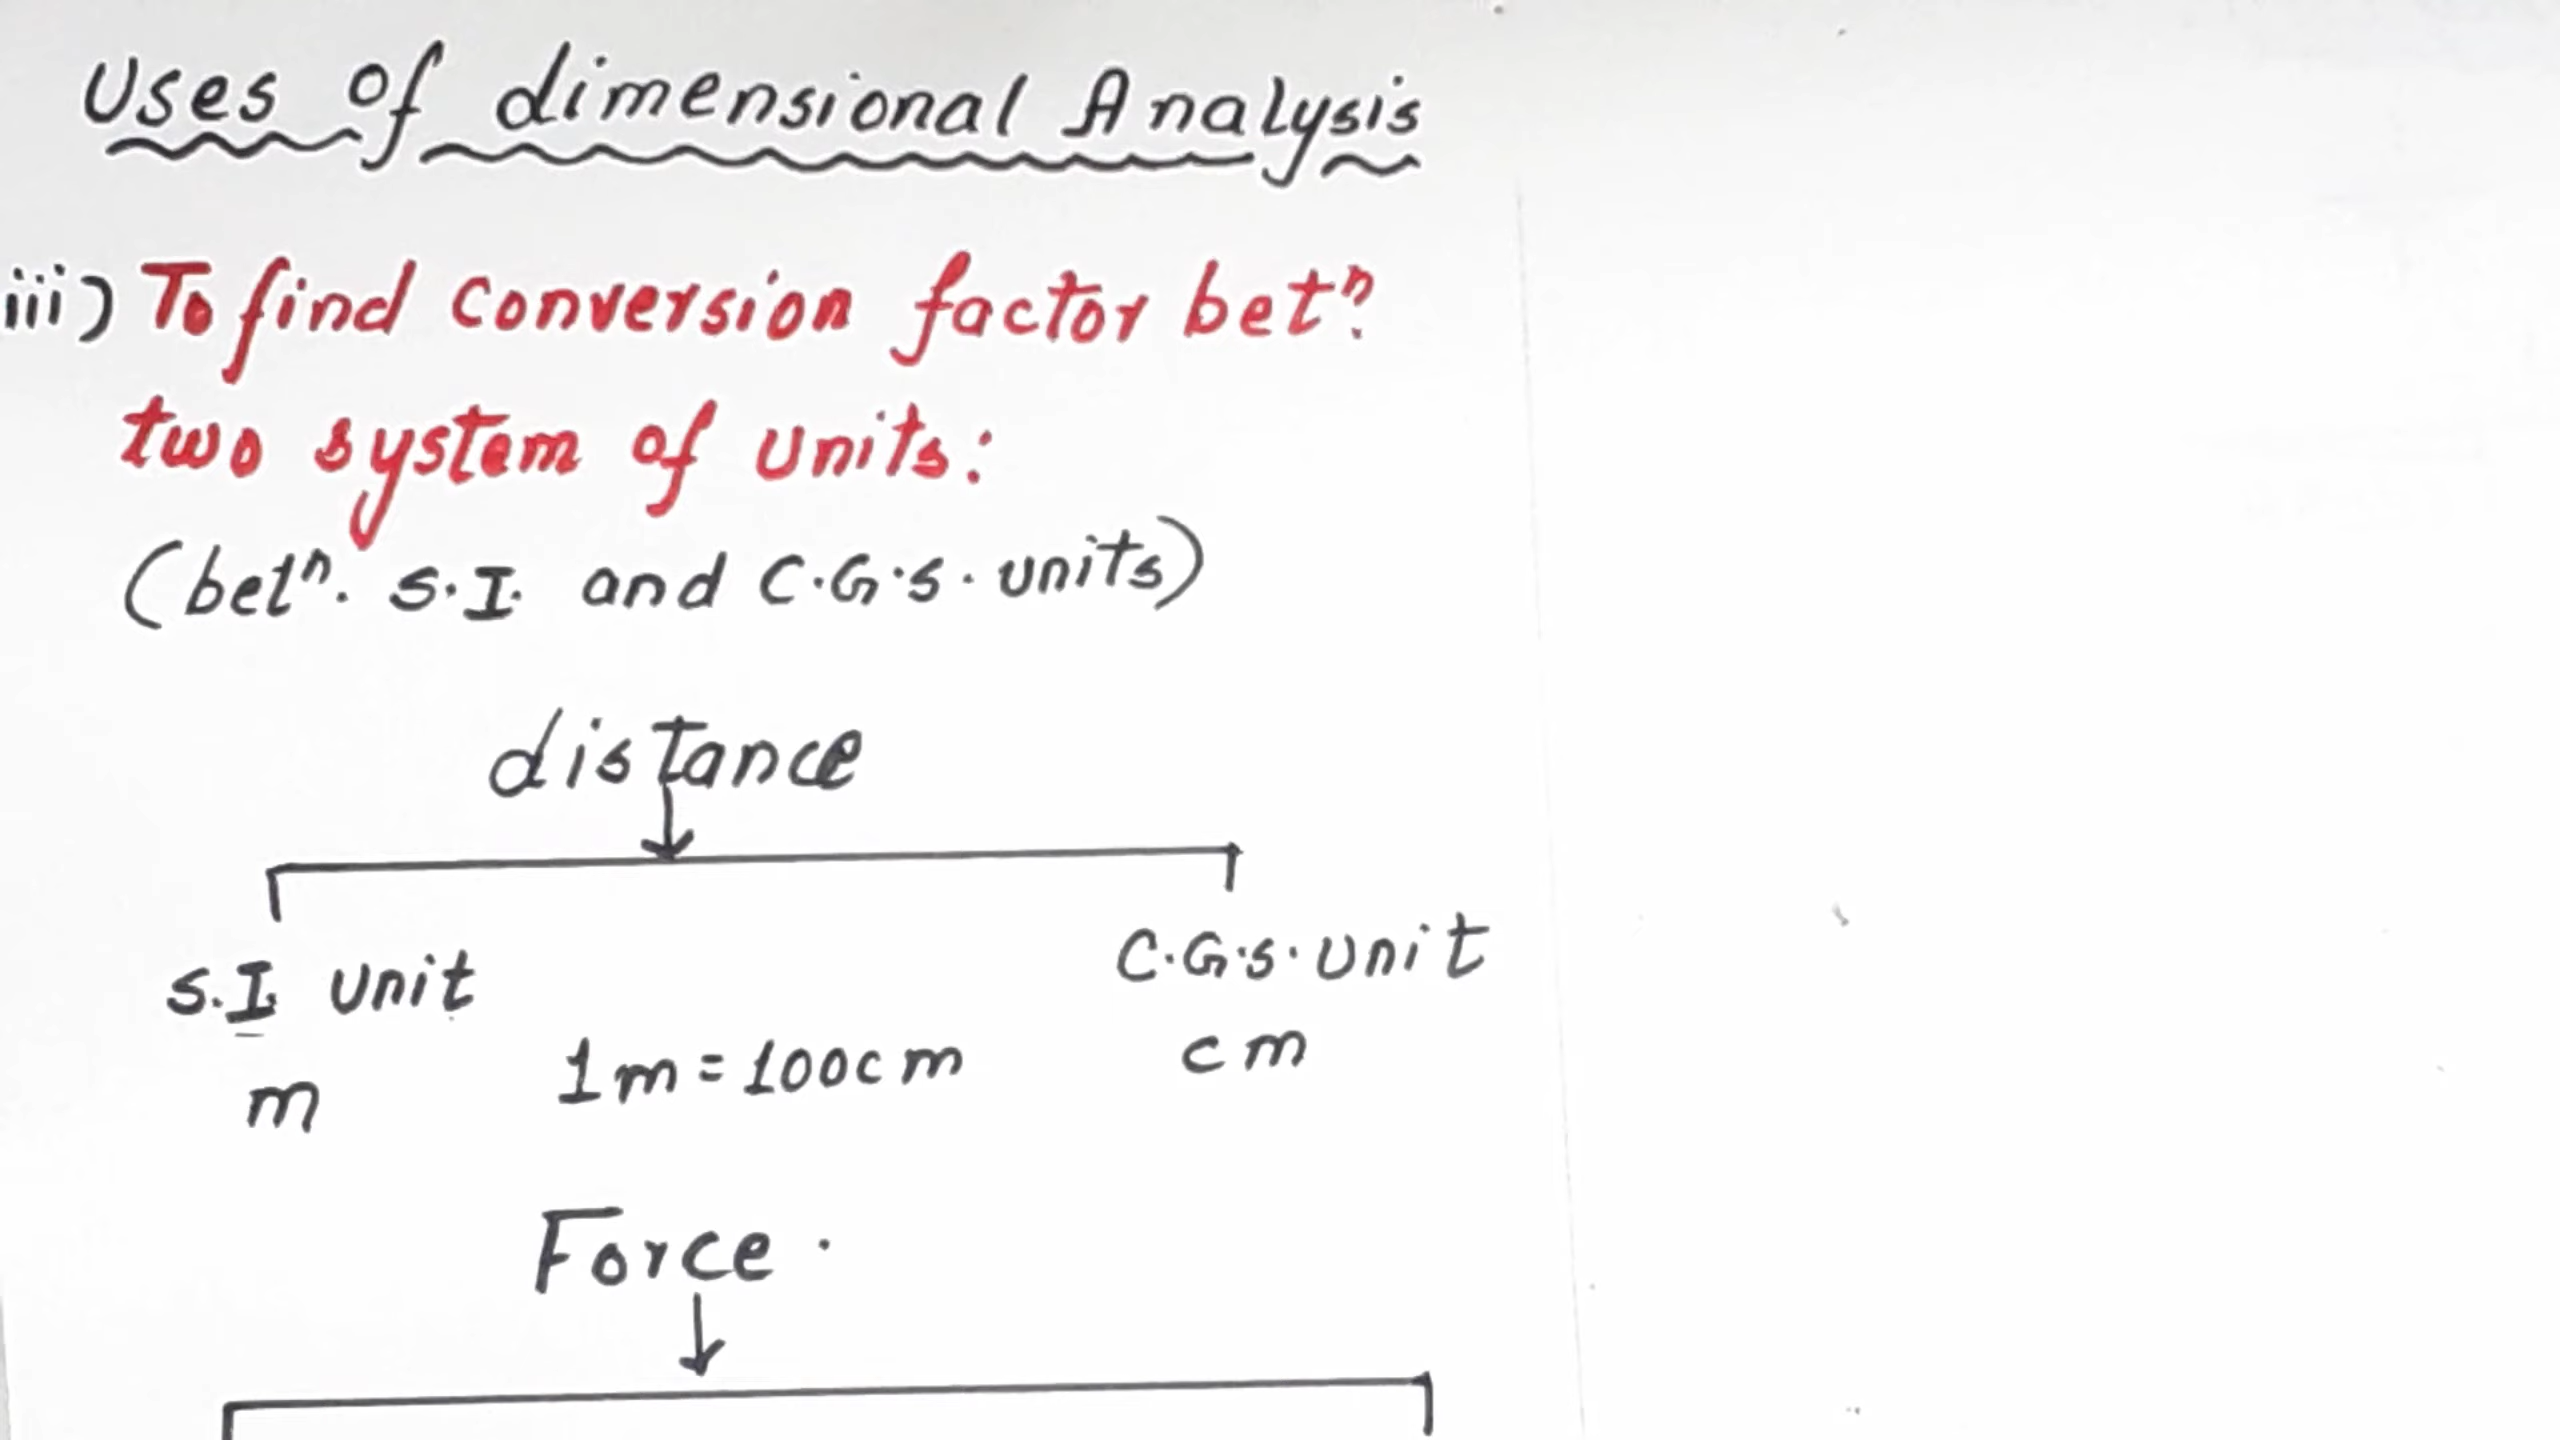 Uses of dimensional Analysis
iii) To find conversion factor betⁿ.
two system of units:
(betⁿ. S.I. and C.G.S. units)
distance
S.I. unit
C.G.S. unit
m
1m = 100cm
cm
Force.